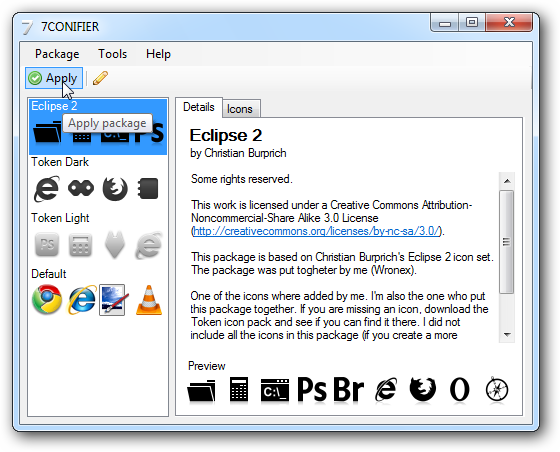 7 7CONIFIER
Package Tools Help
Apply
Eclipse 2
Apply package
C:\ Ps
Token Dark
Token Light
Ps
Default
Details Icons
Eclipse 2
by Christian Burprich
Some rights reserved.
This work is licensed under a Creative Commons Attribution-
Noncommercial-Share Alike 3.0 License
(http://creativecommons.org/licenses/by-nc-sa/3.0/).
This package is based on Christian Burprich's Eclipse 2 icon set.
The package was put togheter by me (Wronex).
One of the icons where added by me. I'm also the one who put
this package together. If you are missing an icon, download the
Token icon pack and see if you can find it there. I did not
include all the icons in this package (if you create a more
Preview
C:\ Ps Br